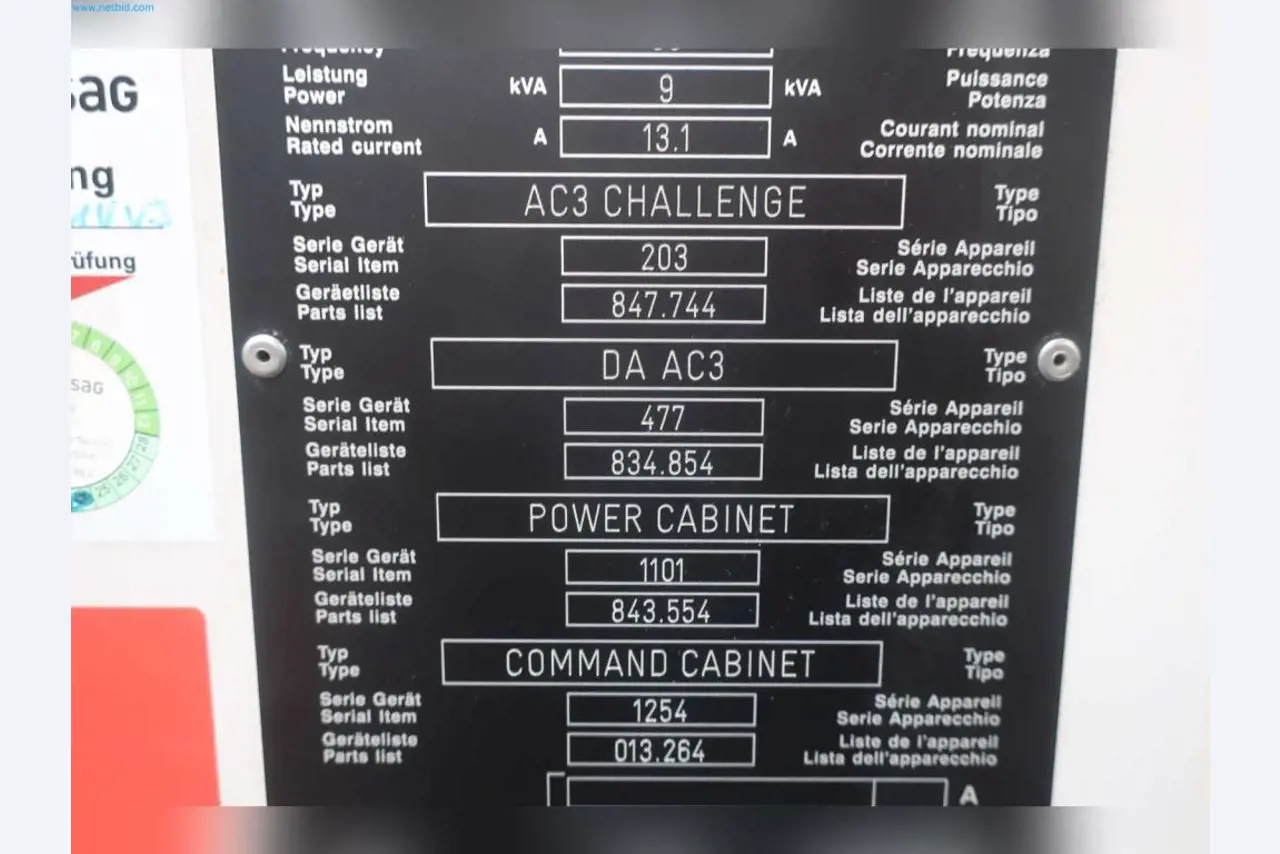 www.netbid.com
Frequency Frequenza
Leistung Puissance
Power kVA 9 kVA Potenza
Nennstrom Courant nominal
Rated current A 13.1 A Corrente nominale
Typ AC3 CHALLENGE Type
Type Tipo
Serie Gerät 203 Série Appareil
Serial Item Serie Apparecchio
Geräetliste 847.744 Liste de l'appareil
Parts list Lista dell'apparecchio
Typ DA AC3 Type
Type Tipo
Serie Gerät 477 Série Appareil
Serial Item Serie Apparecchio
Geräteliste 834.854 Liste de l'appareil
Parts list Lista dell'apparecchio
Typ POWER CABINET Type
Type Tipo
Serie Gerät 1101 Série Appareil
Serial Item Serie Apparecchio
Geräteliste 843.554 Liste de l'appareil
Parts list Lista dell'apparecchio
Typ COMMAND CABINET Type
Type Tipo
Serie Gerät 1254 Série Appareil
Serial Item Serie Apparecchio
Geräteliste 013.264 Liste de l'appareil
Parts list Lista dell'apparecchio
A